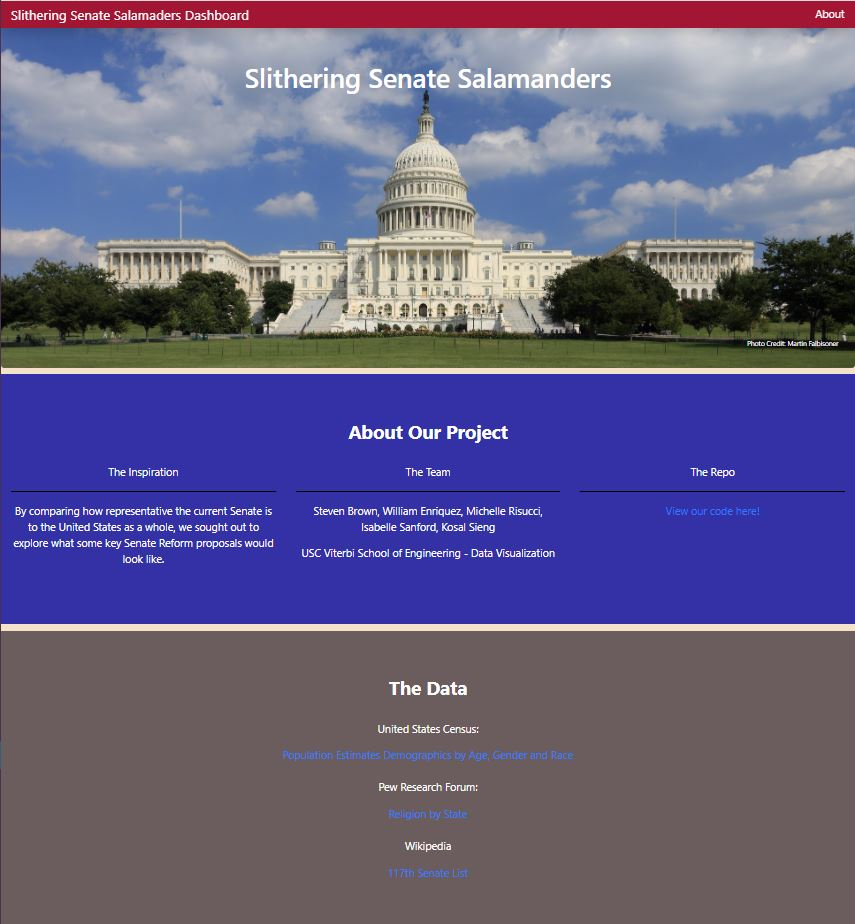 Slithering Senate Salamaders Dashboard
About
Slithering Senate Salamanders
Photo Credit: Martin Falbisoner
About Our Project
The Inspiration
By comparing how representative the current Senate is
to the United States as a whole, we sought out to
explore what some key Senate Reform proposals would
look like.
The Team
Steven Brown, William Enriquez, Michelle Risucci,
Isabelle Sanford, Kosal Sieng
USC Viterbi School of Engineering - Data Visualization
The Repo
View our code here!
The Data
United States Census:
Population Estimates Demographics by Age, Gender and Race
Pew Research Forum:
Religion by State
Wikipedia
117th Senate List